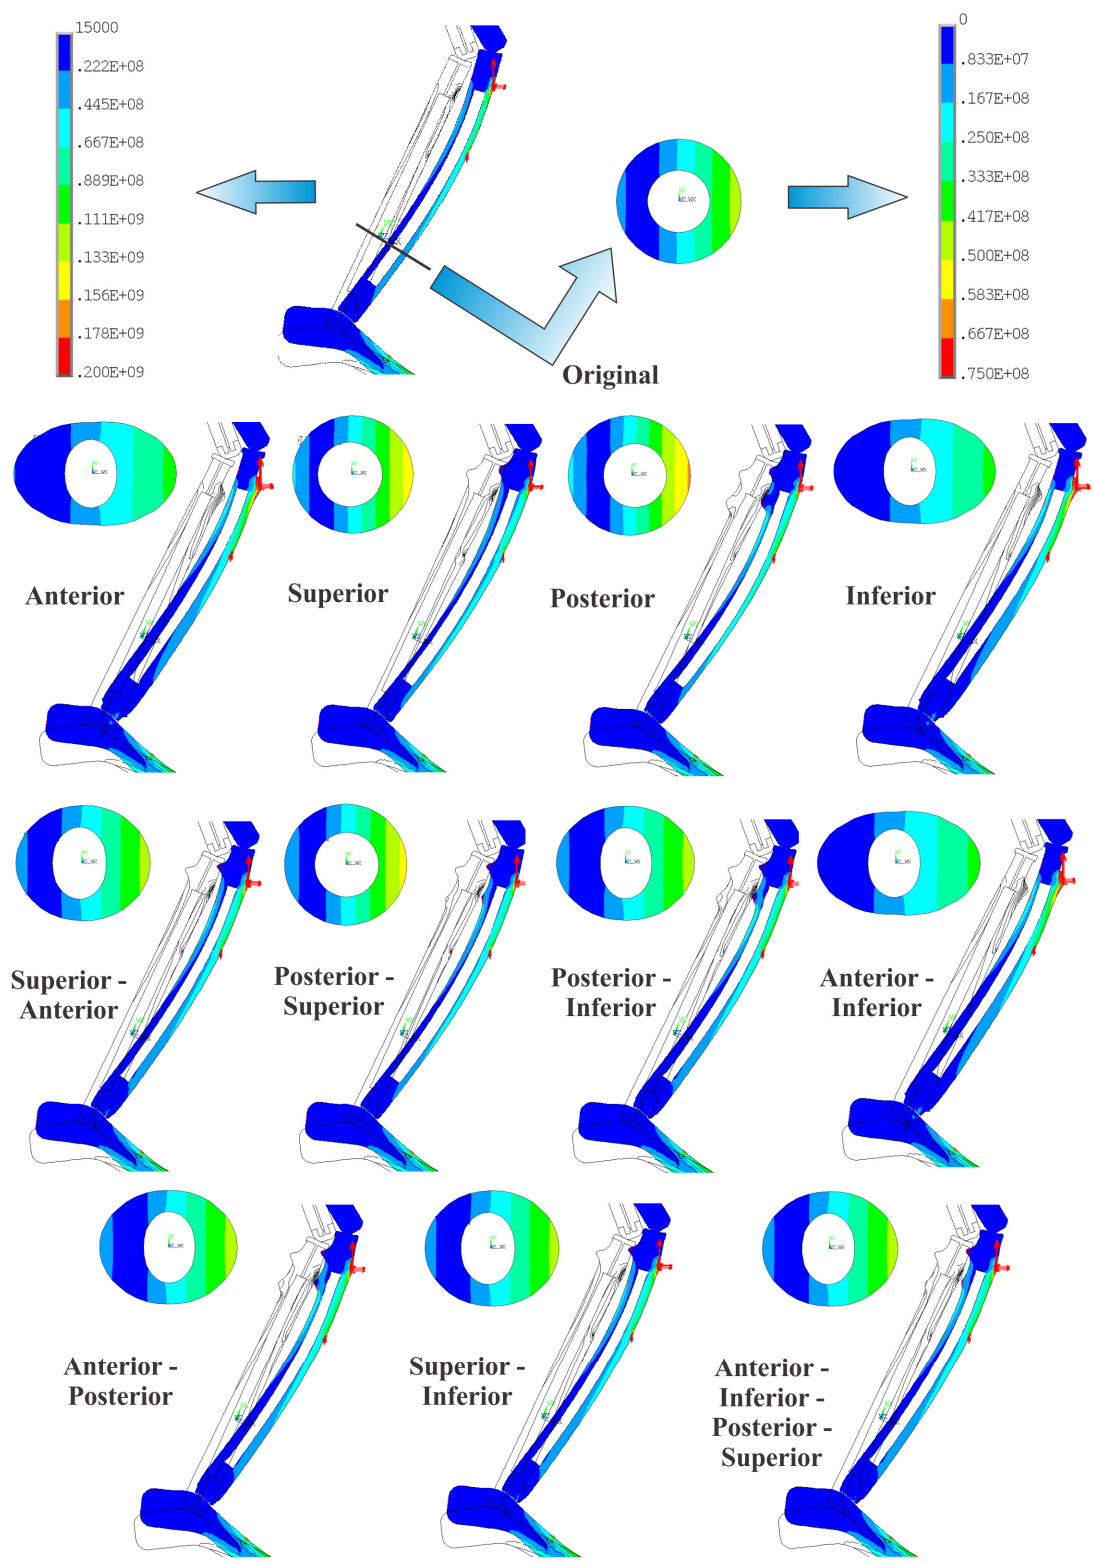 15000
.222E+08
.445E+08
.667E+08
.889E+08
.111E+09
.133E+09
.156E+09
.178E+09
.200E+09
0
.833E+07
.167E+08
.250E+08
.333E+08
.417E+08
.500E+08
.583E+08
.667E+08
.750E+08
Original
Anterior
Superior
Posterior
Inferior
Superior -
Anterior
Posterior -
Superior
Posterior -
Inferior
Anterior -
Inferior
Anterior -
Posterior
Superior -
Inferior
Anterior -
Inferior -
Posterior -
Superior